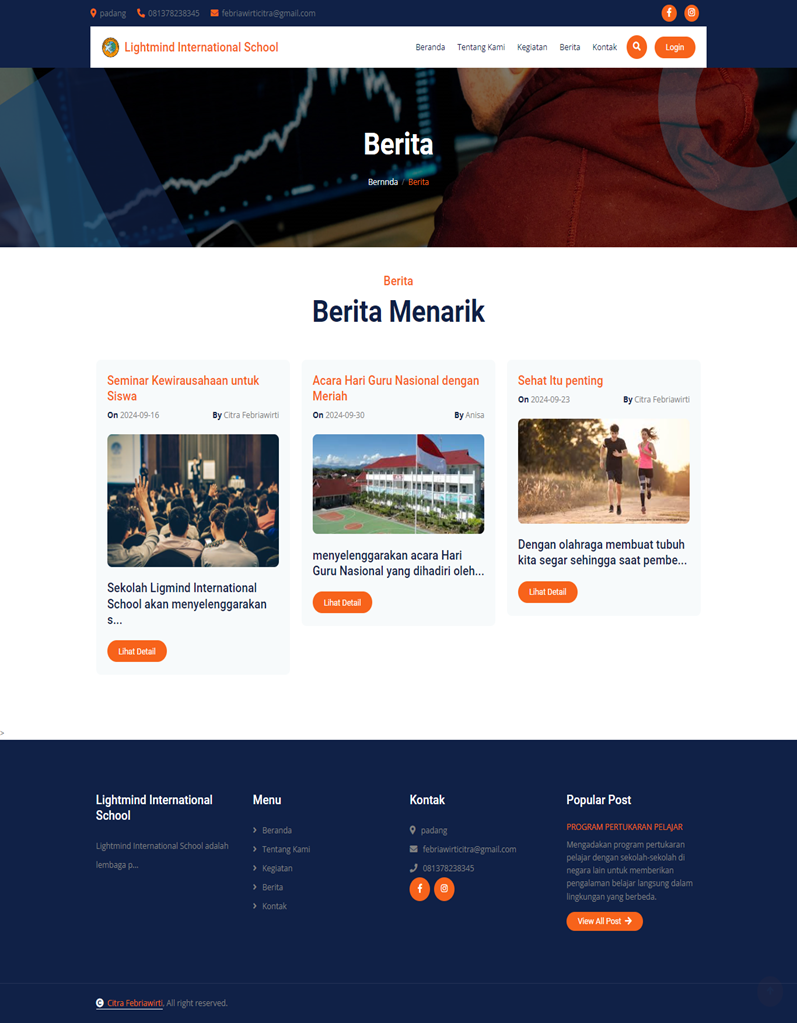 padang 081378238345 febriawirticitra@gmail.com
Lightmind International School Beranda Tentang Kami Kegiatan Berita Kontak Login
Berita
Bernnda / Berita
Berita
Berita Menarik
Seminar Kewirausahaan untuk
Siswa
On 2024-09-16 By Citra Febriawirti
Sekolah Ligmind International
School akan menyelenggarakan
s...
Lihat Detail
Acara Hari Guru Nasional dengan
Meriah
On 2024-09-30 By Anisa
menyelenggarakan acara Hari
Guru Nasional yang dihadiri oleh...
Lihat Detail
Sehat Itu penting
On 2024-09-23 By Citra Febriawirti
Dengan olahraga membuat tubuh
kita segar sehingga saat pembe...
Lihat Detail
>
Lightmind International
School
Lightmind International School adalah
lembaga p...
Menu
Beranda
Tentang Kami
Kegiatan
Berita
Kontak
Kontak
padang
febriawirticitra@gmail.com
081378238345
Popular Post
PROGRAM PERTUKARAN PELAJAR
Mengadakan program pertukaran
pelajar dengan sekolah-sekolah di
negara lain untuk memberikan
pengalaman belajar langsung dalam
lingkungan yang berbeda.
View All Post
Citra Febriawirti, All right reserved.